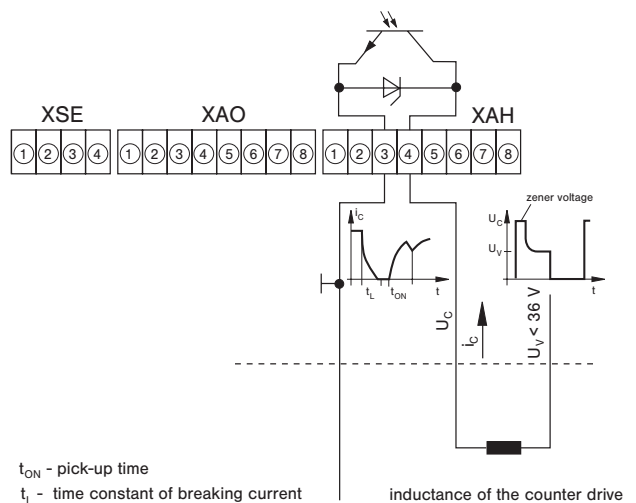 XSE XAO XAH
1 2 3 4 1 2 3 4 5 6 7 8 1 2 3 4 5 6 7 8
i_C
t_L t_ON t
zener voltage
U_C
U_V
t
U_C
i_C
U_V < 36 V
t_ON - pick-up time
t_L - time constant of breaking current
inductance of the counter drive